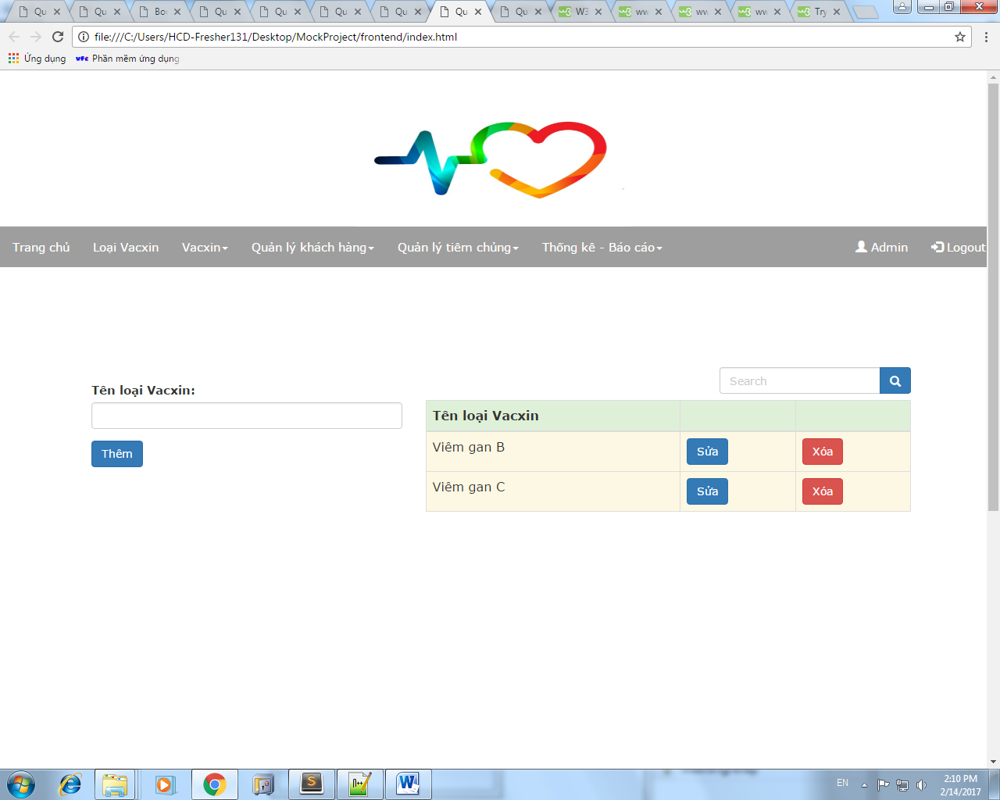 Qu Qu Bo Qu Qu Qu Qu Qu Qu W3 wv wv wv Try
file:///C:/Users/HCD-Fresher131/Desktop/MockProject/frontend/index.html
Ứng dụng VFC Phần mềm ứng dụng
Trang chủ Loại Vacxin Vacxin Quản lý khách hàng Quản lý tiêm chủng Thống kê - Báo cáo Admin Logout
Search
Tên loại Vacxin:
Thêm
Tên loại Vacxin
Viêm gan B Sửa Xóa
Viêm gan C Sửa Xóa
EN 2:10 PM
2/14/2017